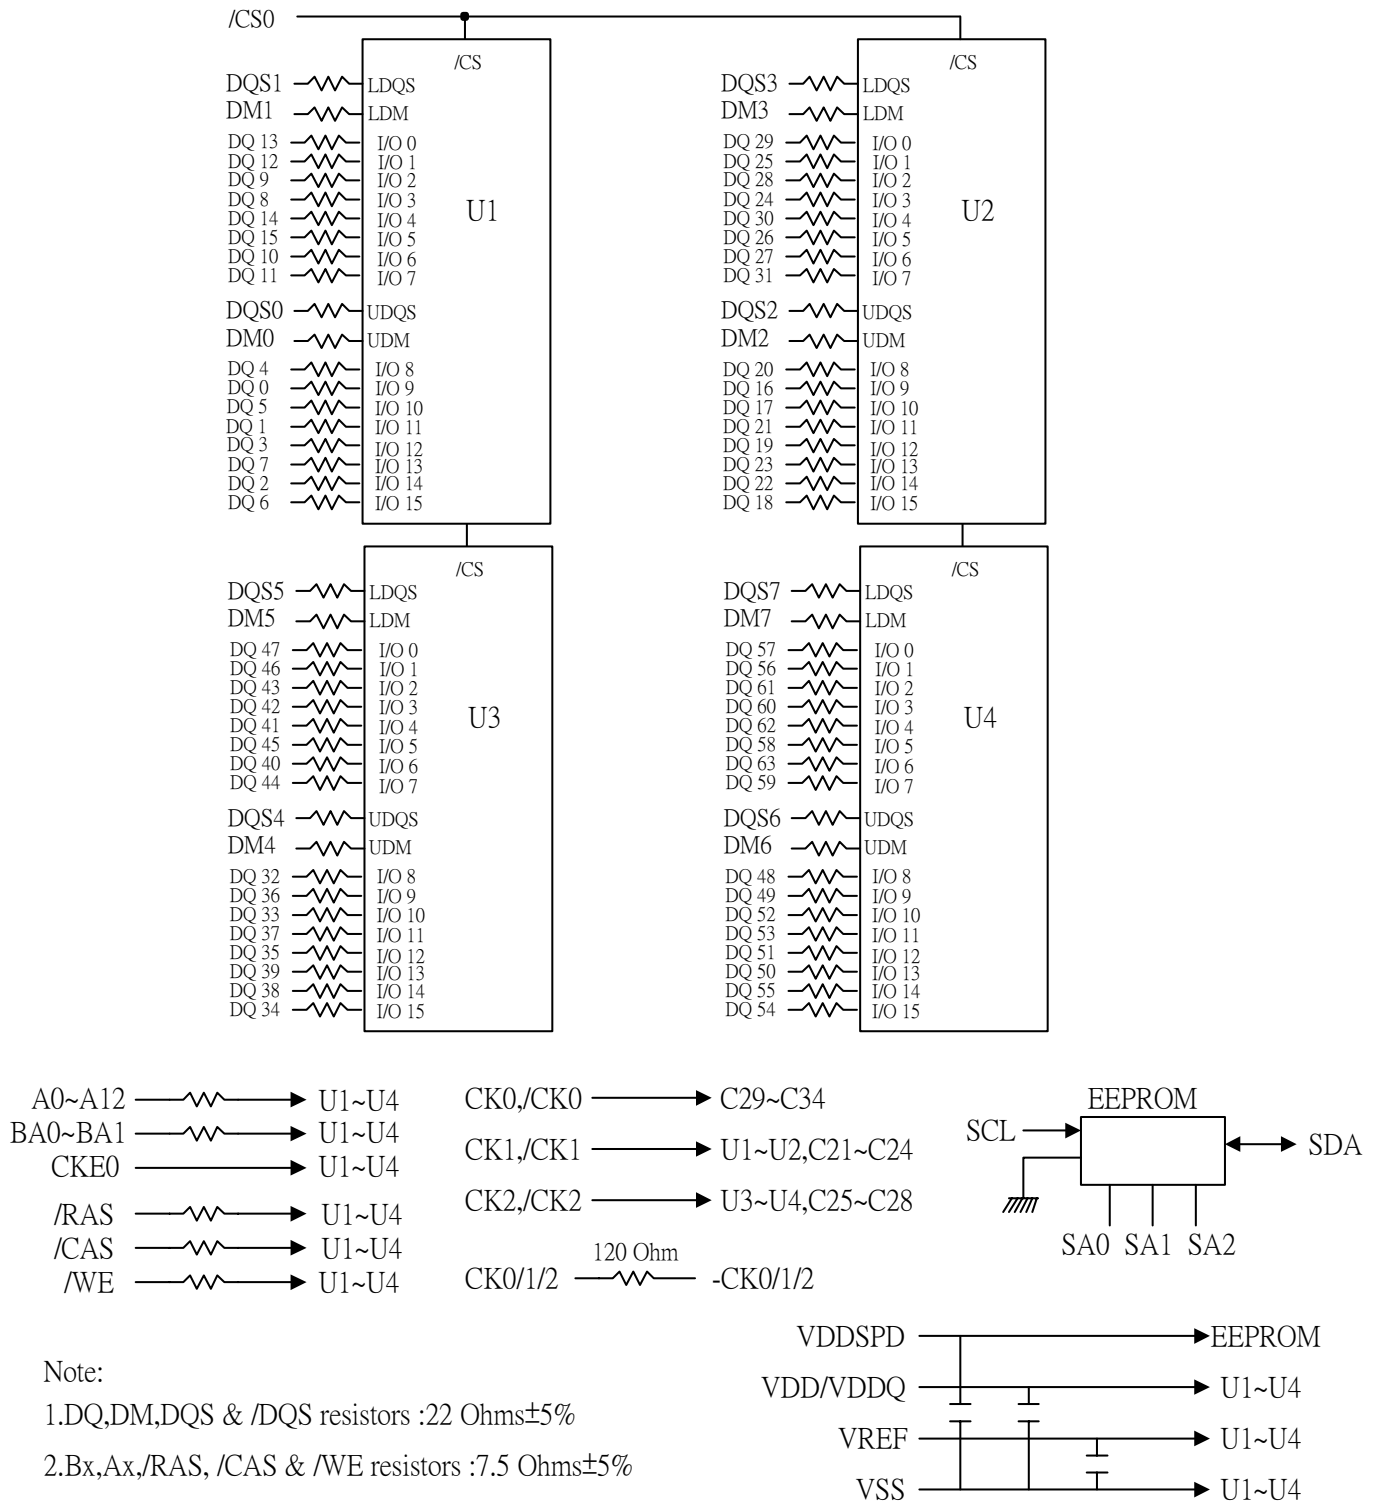 /CS0
/CS
DQS1 LDQS
DM1 LDM
DQ 13 I/O 0
DQ 12 I/O 1
DQ 9 I/O 2
DQ 8 I/O 3
DQ 14 I/O 4
DQ 15 I/O 5
DQ 10 I/O 6
DQ 11 I/O 7
U1
DQS0 UDQS
DM0 UDM
DQ 4 I/O 8
DQ 0 I/O 9
DQ 5 I/O 10
DQ 1 I/O 11
DQ 3 I/O 12
DQ 7 I/O 13
DQ 2 I/O 14
DQ 6 I/O 15
/CS
DQS3 LDQS
DM3 LDM
DQ 29 I/O 0
DQ 25 I/O 1
DQ 28 I/O 2
DQ 24 I/O 3
DQ 30 I/O 4
DQ 26 I/O 5
DQ 27 I/O 6
DQ 31 I/O 7
U2
DQS2 UDQS
DM2 UDM
DQ 20 I/O 8
DQ 16 I/O 9
DQ 17 I/O 10
DQ 21 I/O 11
DQ 19 I/O 12
DQ 23 I/O 13
DQ 22 I/O 14
DQ 18 I/O 15
/CS
DQS5 LDQS
DM5 LDM
DQ 47 I/O 0
DQ 46 I/O 1
DQ 43 I/O 2
DQ 42 I/O 3
DQ 41 I/O 4
DQ 45 I/O 5
DQ 40 I/O 6
DQ 44 I/O 7
U3
DQS4 UDQS
DM4 UDM
DQ 32 I/O 8
DQ 36 I/O 9
DQ 33 I/O 10
DQ 37 I/O 11
DQ 35 I/O 12
DQ 39 I/O 13
DQ 38 I/O 14
DQ 34 I/O 15
/CS
DQS7 LDQS
DM7 LDM
DQ 57 I/O 0
DQ 56 I/O 1
DQ 61 I/O 2
DQ 60 I/O 3
DQ 62 I/O 4
DQ 58 I/O 5
DQ 63 I/O 6
DQ 59 I/O 7
U4
DQS6 UDQS
DM6 UDM
DQ 48 I/O 8
DQ 49 I/O 9
DQ 52 I/O 10
DQ 53 I/O 11
DQ 51 I/O 12
DQ 50 I/O 13
DQ 55 I/O 14
DQ 54 I/O 15
A0~A12 U1~U4
BA0~BA1 U1~U4
CKE0 U1~U4
/RAS U1~U4
/CAS U1~U4
/WE U1~U4
CK0,/CK0 C29~C34
CK1,/CK1 U1~U2,C21~C24
CK2,/CK2 U3~U4,C25~C28
120 Ohm
CK0/1/2 -CK0/1/2
EEPROM
SCL SDA
SA0 SA1 SA2
VDDSPD EEPROM
VDD/VDDQ U1~U4
VREF U1~U4
VSS U1~U4
Note:
1.DQ,DM,DQS & /DQS resistors :22 Ohms±5%
2.Bx,Ax,/RAS, /CAS & /WE resistors :7.5 Ohms±5%